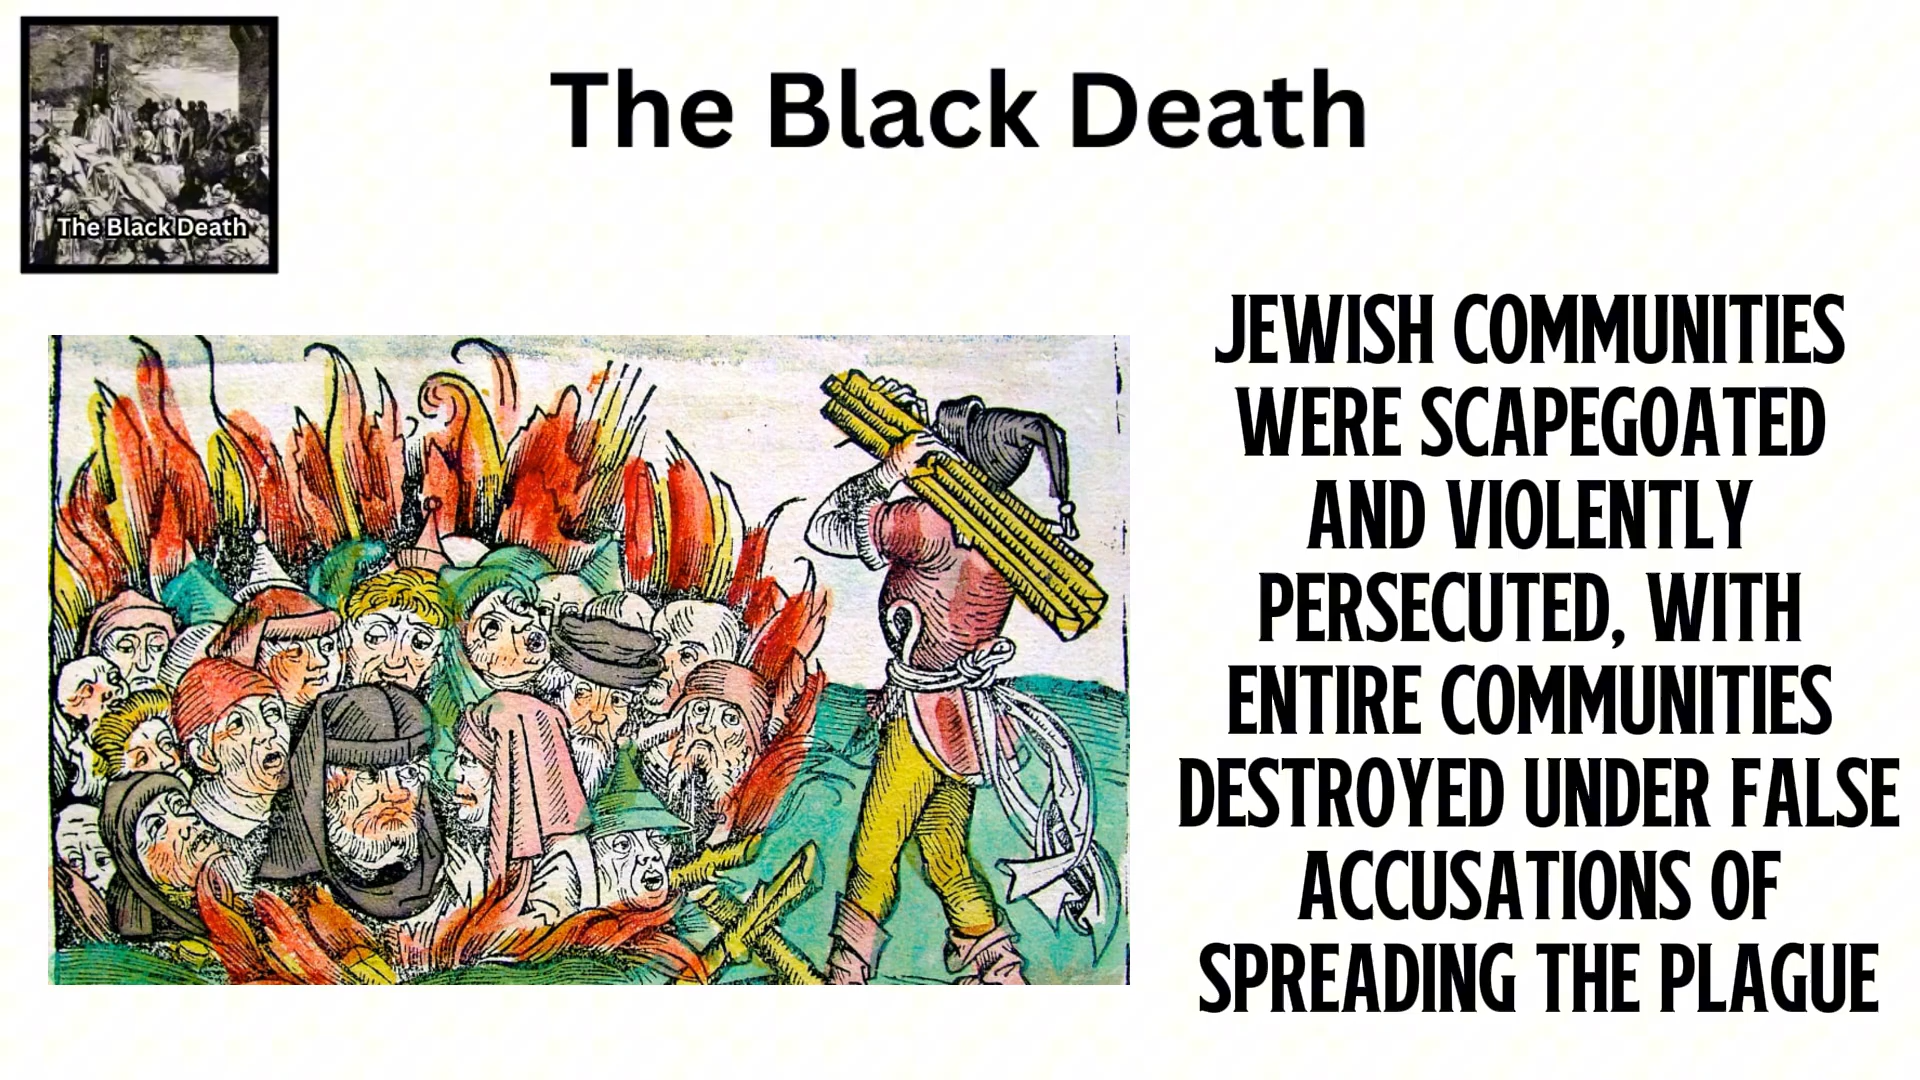 The Black Death
The Black Death
JEWISH COMMUNITIES
WERE SCAPEGOATED
AND VIOLENTLY
PERSECUTED, WITH
ENTIRE COMMUNITIES
DESTROYED UNDER FALSE
ACCUSATIONS OF
SPREADING THE PLAGUE